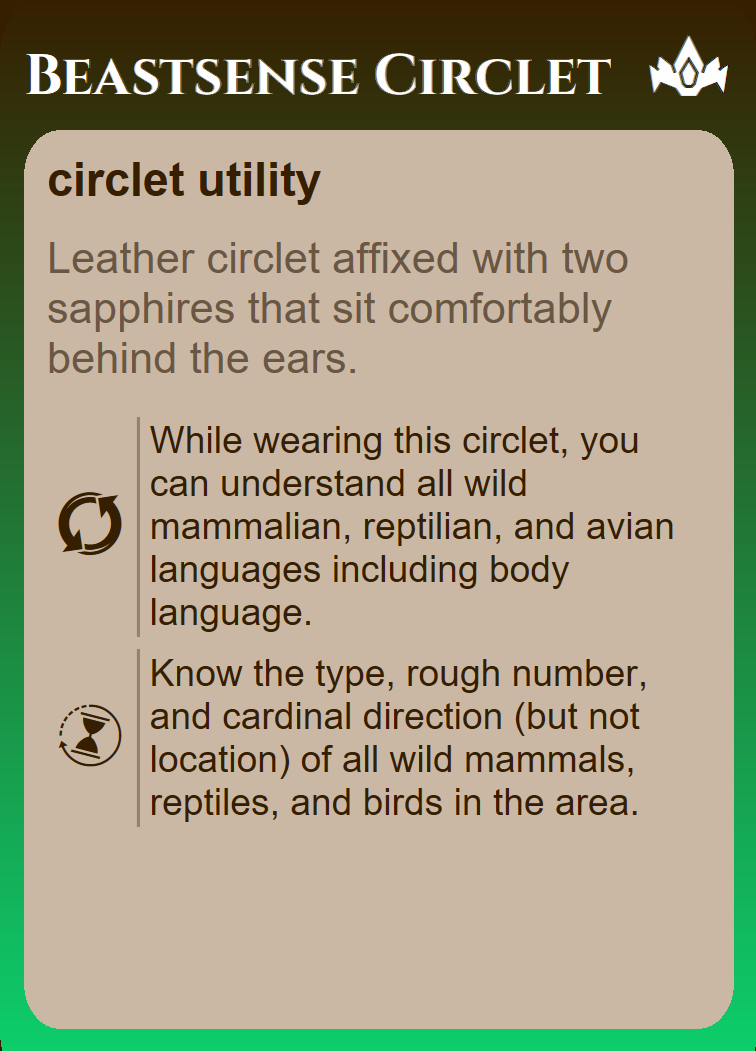 Beastsense Circlet
circlet utility
Leather circlet affixed with two
sapphires that sit comfortably
behind the ears.
While wearing this circlet, you
can understand all wild
mammalian, reptilian, and avian
languages including body
language.
Know the type, rough number,
and cardinal direction (but not
location) of all wild mammals,
reptiles, and birds in the area.